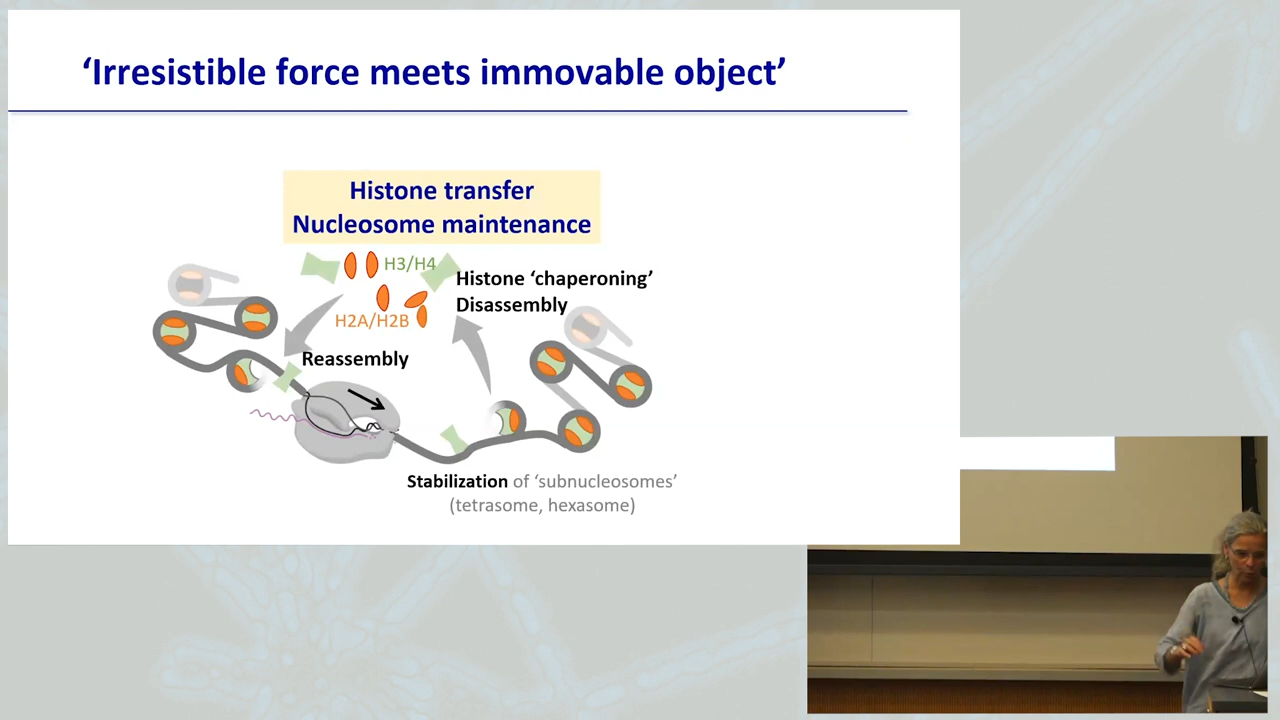 ‘Irresistible force meets immovable object’
Histone transfer
Nucleosome maintenance
H3/H4
Histone ‘chaperoning’
Disassembly
H2A/H2B
Reassembly
Stabilization of ‘subnucleosomes’
(tetrasome, hexasome)